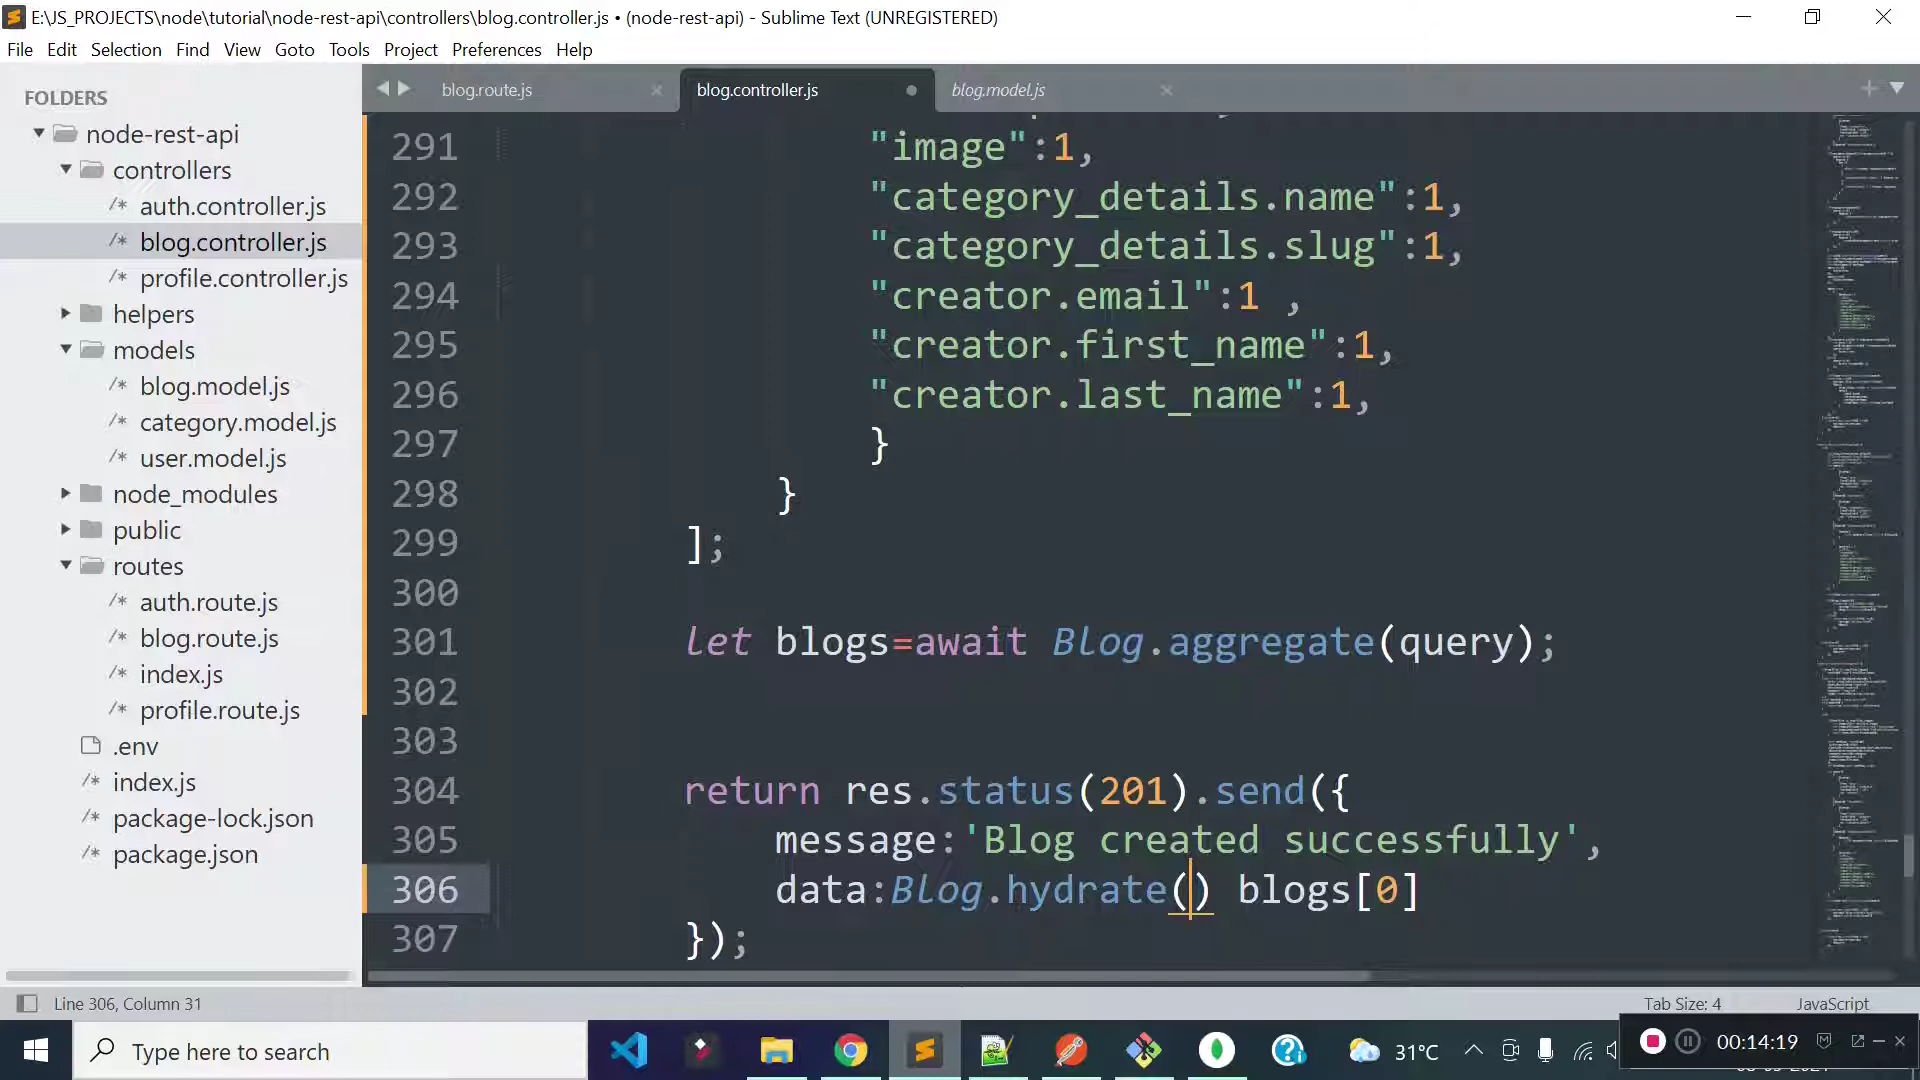 E:\JS_PROJECTS\node\tutorial\node-rest-api\controllers\blog.controller.js • (node-rest-api) - Sublime Text (UNREGISTERED)
File Edit Selection Find View Goto Tools Project Preferences Help
FOLDERS
node-rest-api
controllers
/* auth.controller.js
/* blog.controller.js
/* profile.controller.js
helpers
models
/* blog.model.js
/* category.model.js
/* user.model.js
node_modules
public
routes
/* auth.route.js
/* blog.route.js
/* index.js
/* profile.route.js
.env
/* index.js
/* package-lock.json
/* package.json
blog.route.js blog.controller.js blog.model.js
291 "image":1,
292 "category_details.name":1,
293 "category_details.slug":1,
294 "creator.email":1 ,
295 "creator.first_name":1,
296 "creator.last_name":1,
297 }
298 }
299 ];
300
301 let blogs=await Blog.aggregate(query);
302
303
304 return res.status(201).send({
305 message:'Blog created successfully',
306 data:Blog.hydrate() blogs[0]
307 });
Line 306, Column 31 Tab Size: 4 JavaScript
Type here to search 31°C 00:14:19